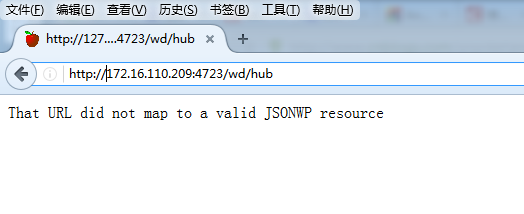 文件(F) 编辑(E) 查看(V) 历史(S) 书签(B) 工具(T) 帮助(H)
http://127....4723/wd/hub
http://172.16.110.209:4723/wd/hub
That URL did not map to a valid JSONWP resource